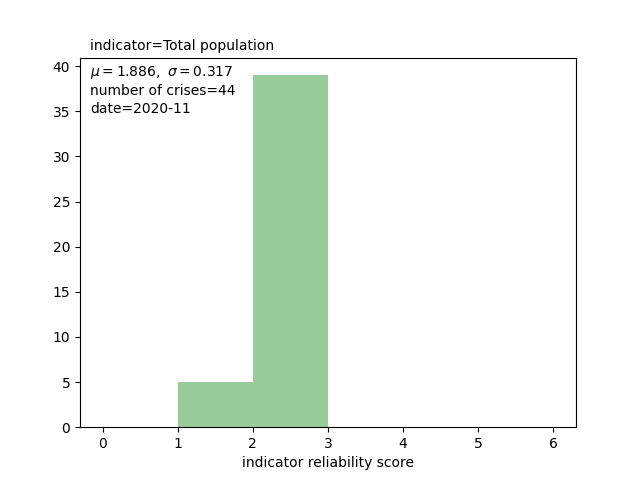 indicator=Total population
μ = 1.886, σ = 0.317
number of crises=44
date=2020-11
40
35
30
25
20
15
10
5
0
0 1 2 3 4 5 6
indicator reliability score